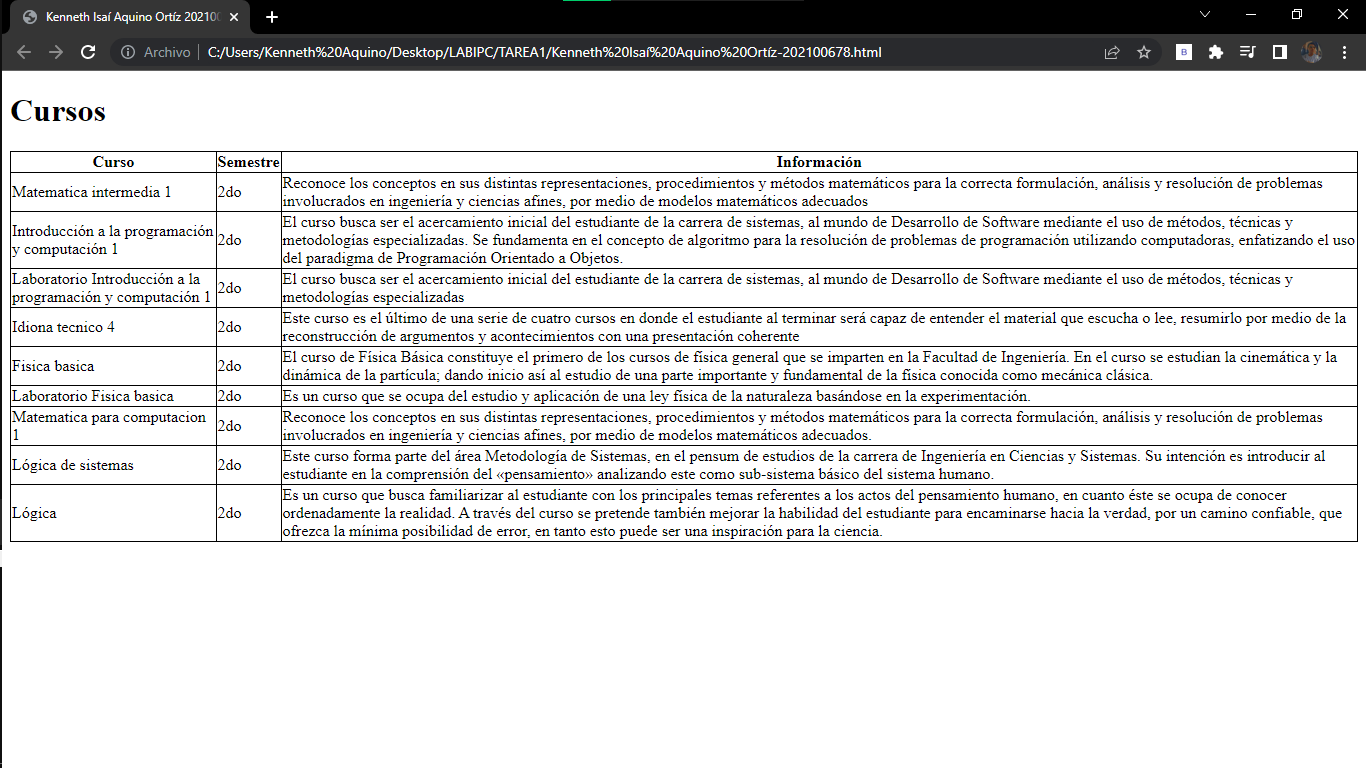 Kenneth Isaí Aquino Ortíz 20210
Archivo | C:/Users/Kenneth%20Aquino/Desktop/LABIPC/TAREA1/Kenneth%20Isaí%20Aquino%20Ortíz-202100678.html
B
Cursos
Curso Semestre Información
Matematica intermedia 1 2do Reconoce los conceptos en sus distintas representaciones, procedimientos y métodos matemáticos para la correcta formulación, análisis y resolución de problemas
involucrados en ingeniería y ciencias afines, por medio de modelos matemáticos adecuados
Introducción a la programación
y computación 1
2do
El curso busca ser el acercamiento inicial del estudiante de la carrera de sistemas, al mundo de Desarrollo de Software mediante el uso de métodos, técnicas y
metodologías especializadas. Se fundamenta en el concepto de algoritmo para la resolución de problemas de programación utilizando computadoras, enfatizando el uso
del paradigma de Programación Orientado a Objetos.
Laboratorio Introducción a la
programación y computación 1
2do
El curso busca ser el acercamiento inicial del estudiante de la carrera de sistemas, al mundo de Desarrollo de Software mediante el uso de métodos, técnicas y
metodologías especializadas
Idiona tecnico 4 2do Este curso es el último de una serie de cuatro cursos en donde el estudiante al terminar será capaz de entender el material que escucha o lee, resumirlo por medio de la
reconstrucción de argumentos y acontecimientos con una presentación coherente
Fisica basica 2do El curso de Física Básica constituye el primero de los cursos de física general que se imparten en la Facultad de Ingeniería. En el curso se estudian la cinemática y la
dinámica de la partícula; dando inicio así al estudio de una parte importante y fundamental de la física conocida como mecánica clásica.
Laboratorio Fisica basica 2do Es un curso que se ocupa del estudio y aplicación de una ley física de la naturaleza basándose en la experimentación.
Matematica para computacion
1
2do
Reconoce los conceptos en sus distintas representaciones, procedimientos y métodos matemáticos para la correcta formulación, análisis y resolución de problemas
involucrados en ingeniería y ciencias afines, por medio de modelos matemáticos adecuados.
Lógica de sistemas 2do Este curso forma parte del área Metodología de Sistemas, en el pensum de estudios de la carrera de Ingeniería en Ciencias y Sistemas. Su intención es introducir al
estudiante en la comprensión del «pensamiento» analizando este como sub-sistema básico del sistema humano.
Lógica 2do Es un curso que busca familiarizar al estudiante con los principales temas referentes a los actos del pensamiento humano, en cuanto éste se ocupa de conocer
ordenadamente la realidad. A través del curso se pretende también mejorar la habilidad del estudiante para encaminarse hacia la verdad, por un camino confiable, que
ofrezca la mínima posibilidad de error, en tanto esto puede ser una inspiración para la ciencia.